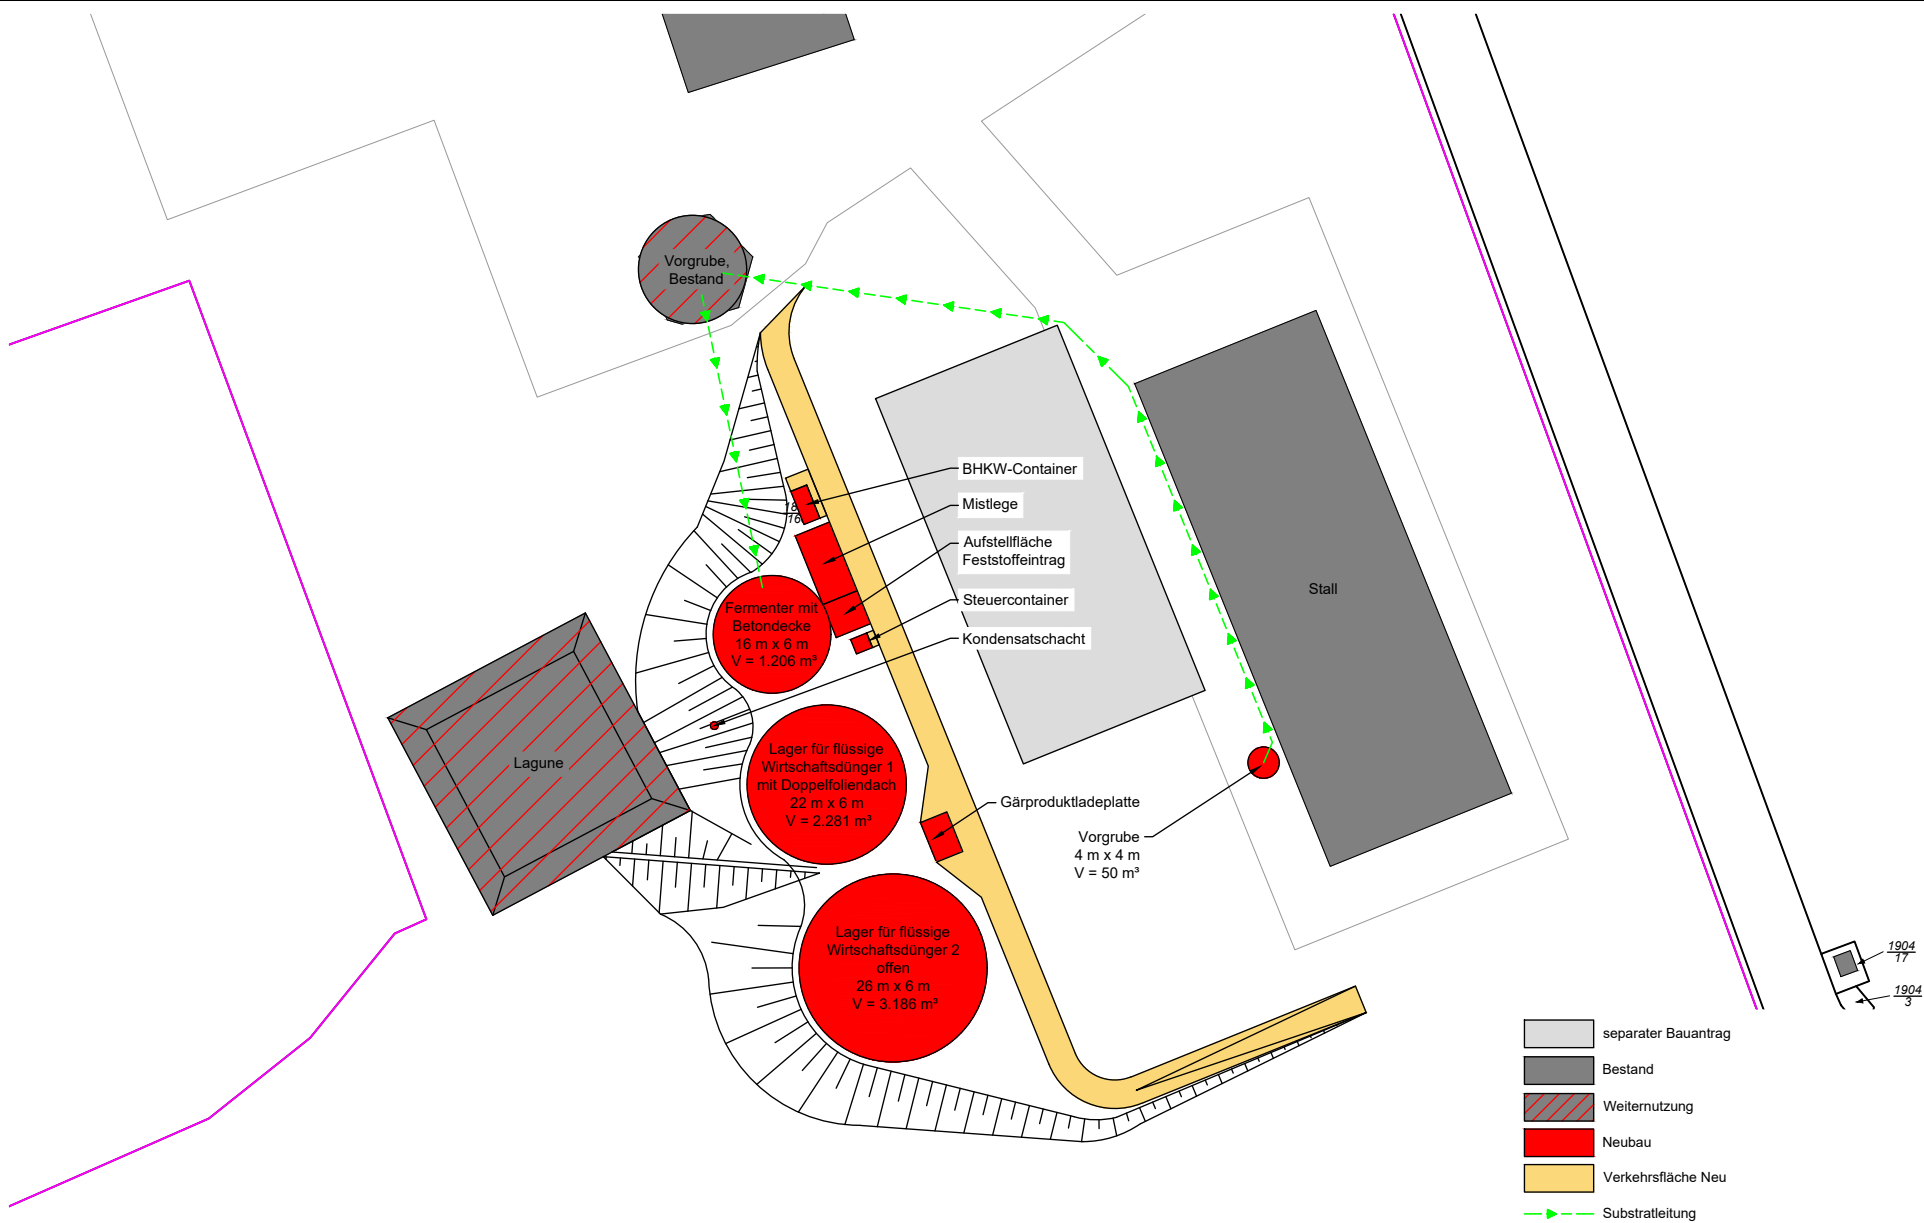 Vorgrube,
Bestand
BHKW-Container
Mistlege
Aufstellfläche
Feststoffeintrag
Steuercontainer
Kondensatschacht
18
16
Fermenter mit
Betondecke
16 m x 6 m
V = 1.206 m³
Stall
Lagune
Lager für flüssige
Wirtschaftsdünger 1
mit Doppelfoliendach
22 m x 6 m
V = 2.281 m³
Gärproduktladeplatte
Vorgrube
4 m x 4 m
V = 50 m³
Lager für flüssige
Wirtschaftsdünger 2
offen
26 m x 6 m
V = 3.186 m³
1904
17
1904
3
separater Bauantrag
Bestand
Weiternutzung
Neubau
Verkehrsfläche Neu
Substratleitung